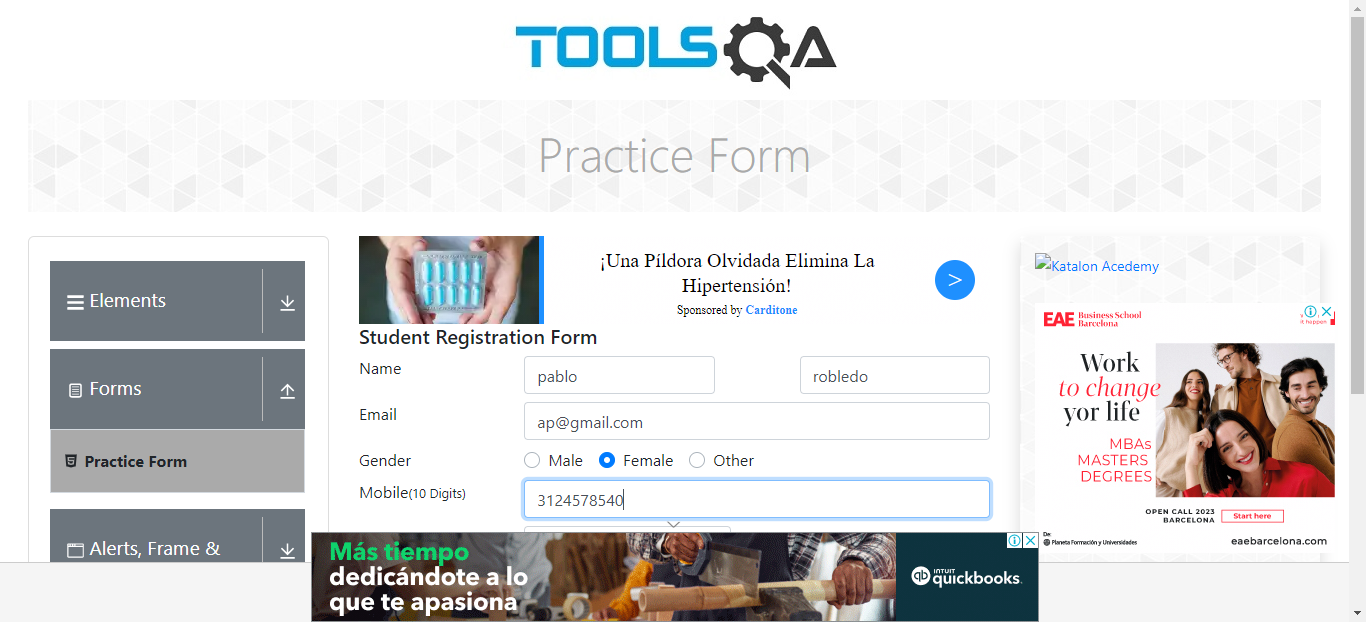 TOOLSQA
Practice Form
Elements
Forms
Practice Form
Alerts, Frame &
¡Una Píldora Olvidada Elimina La
Hipertensión!
Sponsored by Carditone
>
Student Registration Form
Name
pablo
robledo
Email
ap@gmail.com
Gender
Male
Female
Other
Mobile(10 Digits)
3124578540
Katalon Acedemy
EAE Business School
Barcelona
it happen
Work
to change
yor life
MBAs
MASTERS
DEGREES
OPEN CALL 2023
BARCELONA
Start here
De:
Planeta Formación y Universidades
eaebarcelona.com
Más tiempo
dedicándote a lo
que te apasiona
INTUIT
quickbooks.